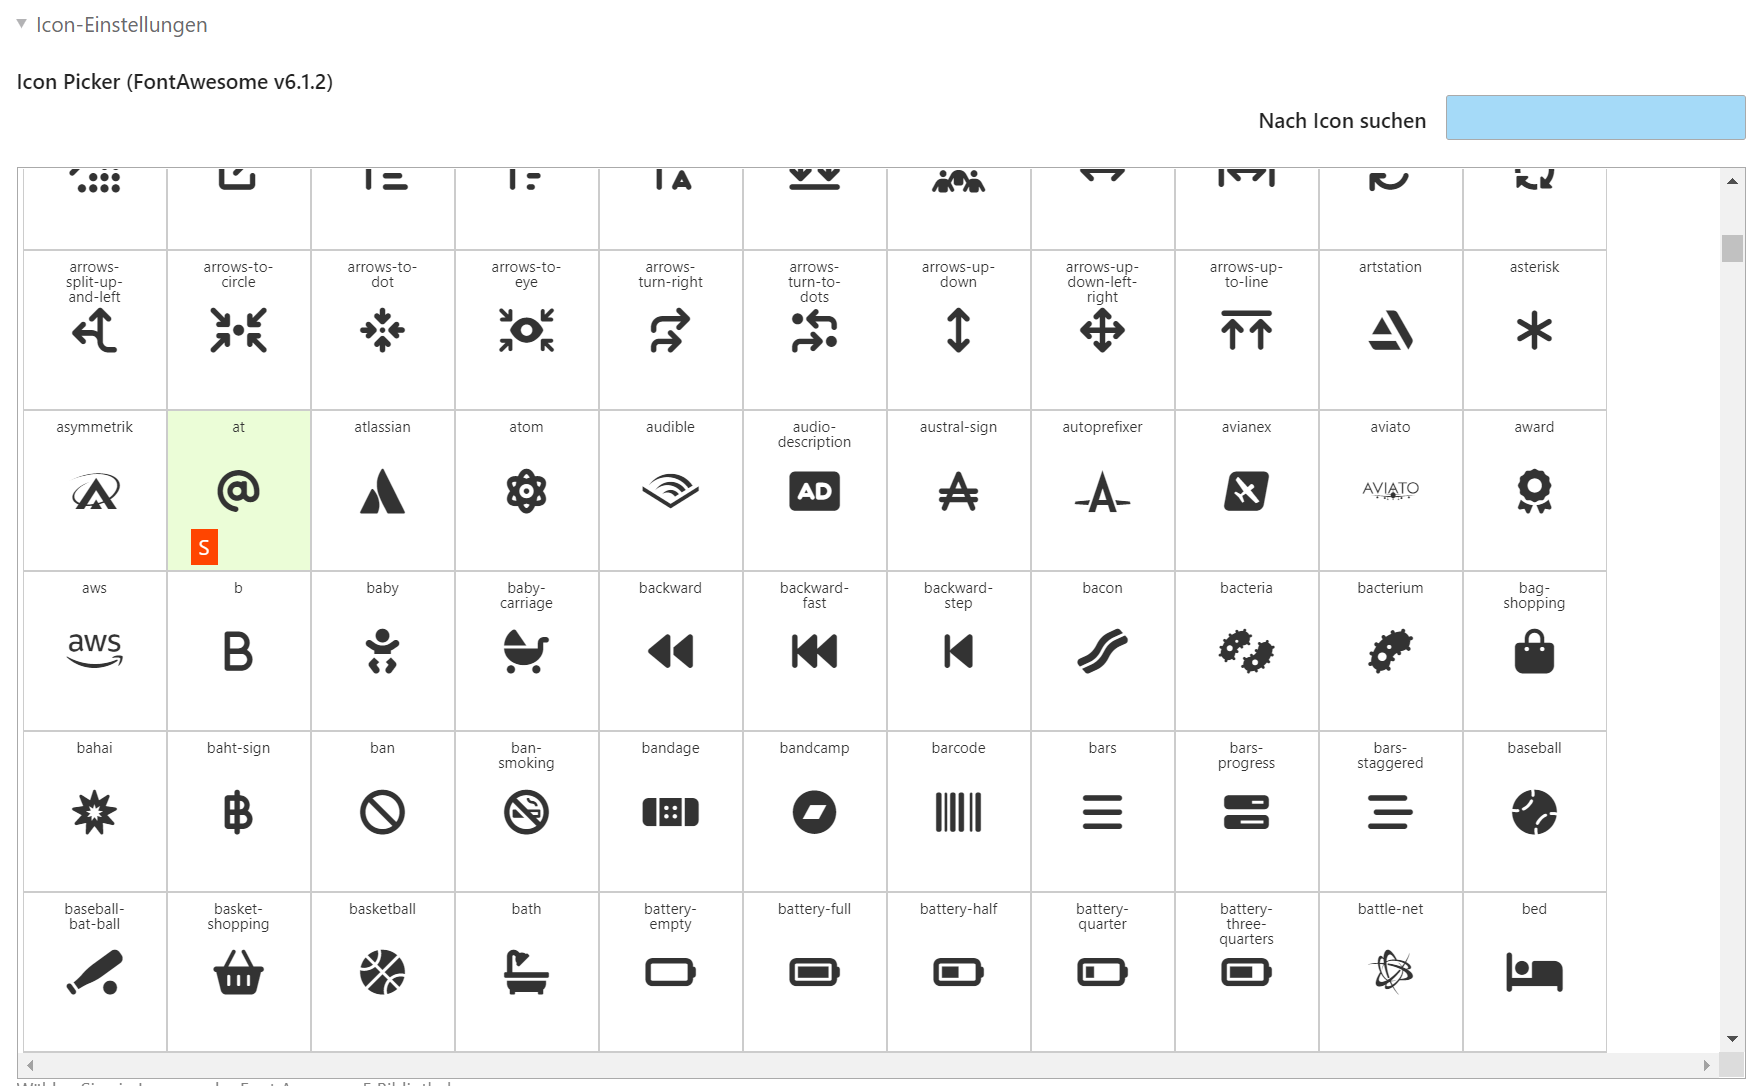 Icon-Einstellungen
Icon Picker (FontAwesome v6.1.2)
Nach Icon suchen
A
arrows-split-up-and-left arrows-to-circle arrows-to-dot arrows-to-eye arrows-turn-right arrows-turn-to-dots arrows-up-down arrows-up-down-left-right arrows-up-to-line artstation asterisk
asymmetrik at atlassian atom audible audio-description austral-sign autoprefixer avianex aviato award
@ AD A AVIATO
S
aws b baby baby-carriage backward backward-fast backward-step bacon bacteria bacterium bag-shopping
aws B
bahai baht-sign ban ban-smoking bandage bandcamp barcode bars bars-progress bars-staggered baseball
baseball-bat-ball basket-shopping basketball bath battery-empty battery-full battery-half battery-quarter battery-three-quarters battle-net bed